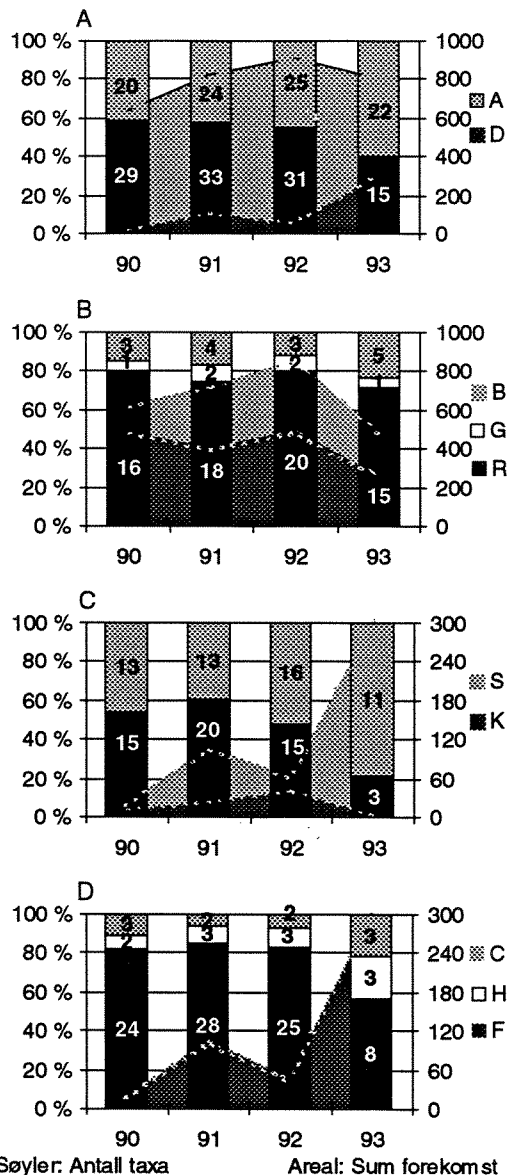 A
100 % 1000
80 % 20 24 25 22 800
60 % 600 A
40 % 29 33 31 15 400 D
20 % 200
0 % 0
90 91 92 93
B
100 % 3 4 3 5 1000
80 % 1 2 2 1 800
60 % 600 B
40 % 16 18 20 15 400 G
20 % 200 R
0 % 0
90 91 92 93
C
100 % 300
80 % 13 13 16 11 240 S
60 % 180 K
40 % 15 20 15 3 120
20 % 60
0 % 0
90 91 92 93
D
100 % 3 2 2 3 300
80 % 2 3 3 3 240 C
60 % 180 H
40 % 24 28 25 8 120 F
20 % 60
0 % 0
90 91 92 93
Søyler: Antall taxa Areal: Sum forekomst